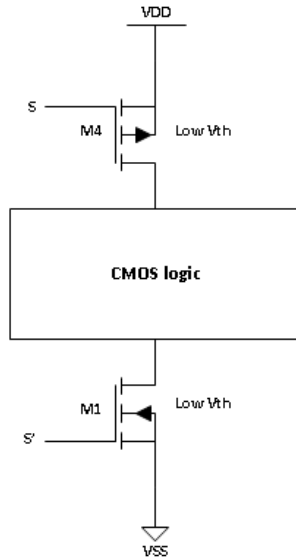 VDD
S
M4
Low Vth
CMOS logic
M1
Low Vth
S'
VSS